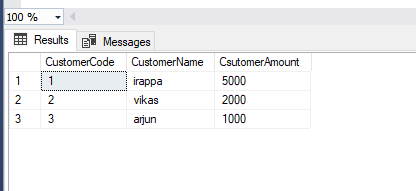 100 %
Results Messages
CustomerCode CustomerName CsutomerAmount
1 1 irappa 5000
2 2 vikas 2000
3 3 arjun 1000